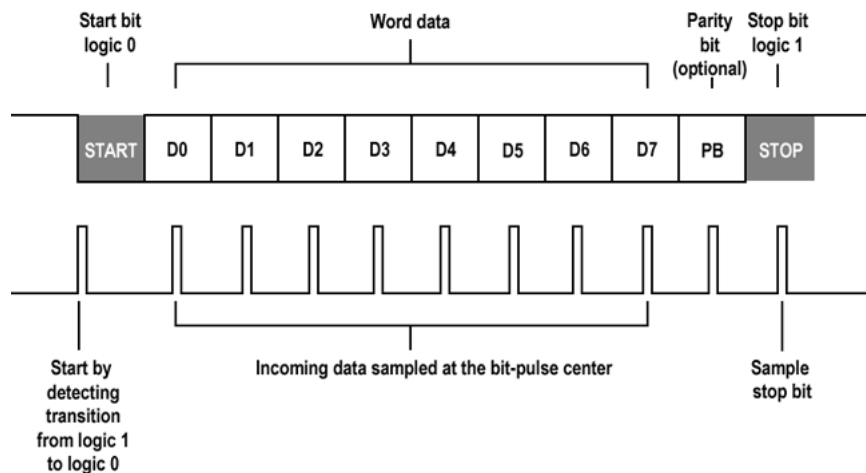 Start bit
logic 0
Word data
Parity
bit
(optional)
Stop bit
logic 1
START
D0
D1
D2
D3
D4
D5
D6
D7
PB
STOP
Start by
detecting
transition
from logic 1
to logic 0
Incoming data sampled at the bit-pulse center
Sample
stop bit